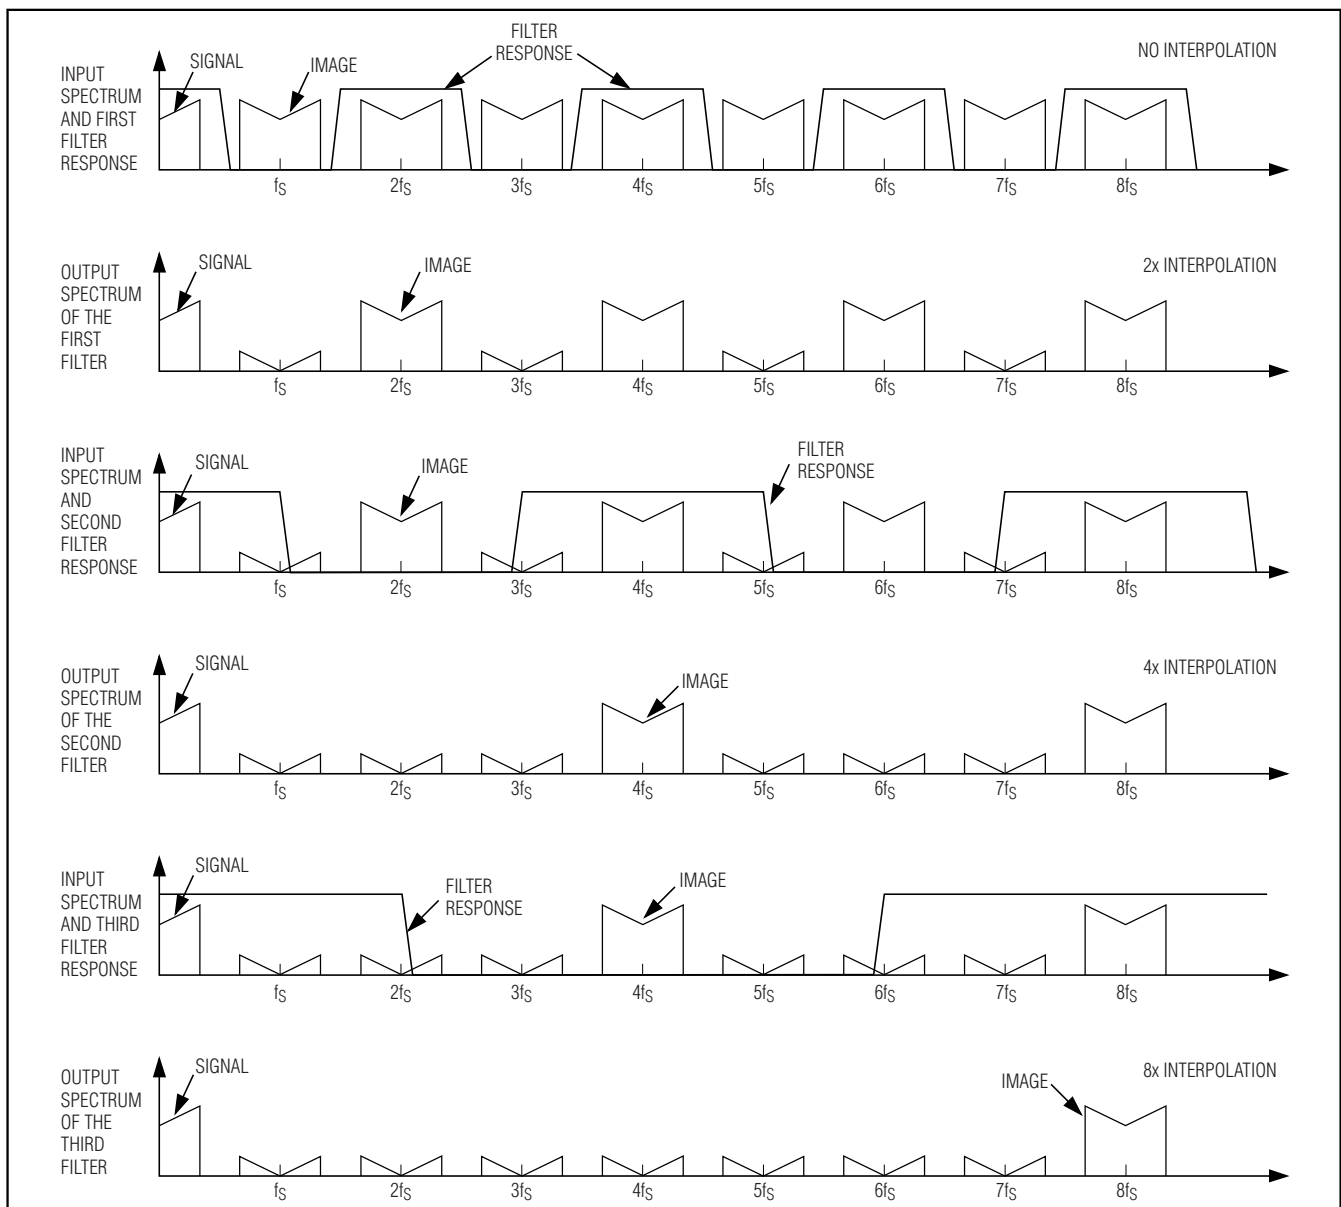 FILTER
RESPONSE
NO INTERPOLATION
SIGNAL
IMAGE
INPUT
SPECTRUM
AND FIRST
FILTER
RESPONSE
fS
2fS
3fS
4fS
5fS
6fS
7fS
8fS
SIGNAL
IMAGE
2x INTERPOLATION
OUTPUT
SPECTRUM
OF THE
FIRST
FILTER
fS
2fS
3fS
4fS
5fS
6fS
7fS
8fS
SIGNAL
IMAGE
FILTER
RESPONSE
INPUT
SPECTRUM
AND
SECOND
FILTER
RESPONSE
fS
2fS
3fS
4fS
5fS
6fS
7fS
8fS
SIGNAL
IMAGE
4x INTERPOLATION
OUTPUT
SPECTRUM
OF THE
SECOND
FILTER
fS
2fS
3fS
4fS
5fS
6fS
7fS
8fS
SIGNAL
FILTER
RESPONSE
IMAGE
INPUT
SPECTRUM
AND THIRD
FILTER
RESPONSE
fS
2fS
3fS
4fS
5fS
6fS
7fS
8fS
SIGNAL
IMAGE
8x INTERPOLATION
OUTPUT
SPECTRUM
OF THE
THIRD
FILTER
fS
2fS
3fS
4fS
5fS
6fS
7fS
8fS